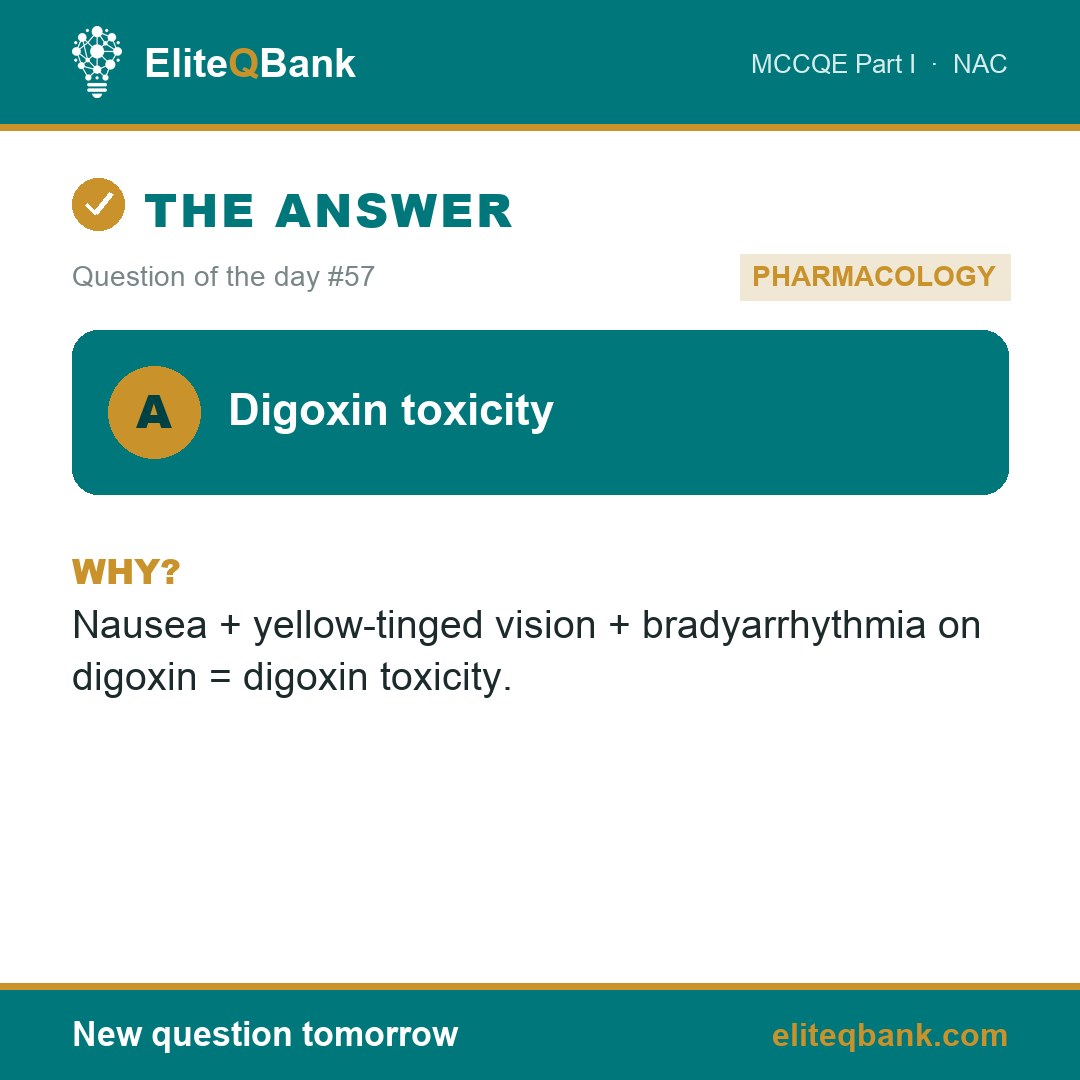 EliteQBank
MCCQE Part I · NAC
THE ANSWER
Question of the day #57
PHARMACOLOGY
A
Digoxin toxicity
WHY?
Nausea + yellow-tinged vision + bradyarrhythmia on
digoxin = digoxin toxicity.
New question tomorrow
eliteqbank.com